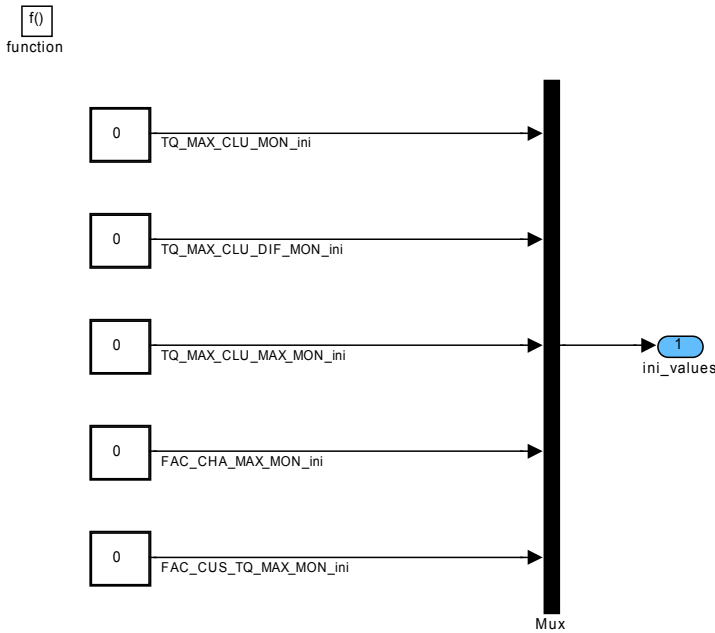 f()
function
0
TQ_MAX_CLU_MON_ini
0
TQ_MAX_CLU_DIF_MON_ini
0
TQ_MAX_CLU_MAX_MON_ini
1
ini_values
0
FAC_CHA_MAX_MON_ini
0
FAC_CUS_TQ_MAX_MON_ini
Mux